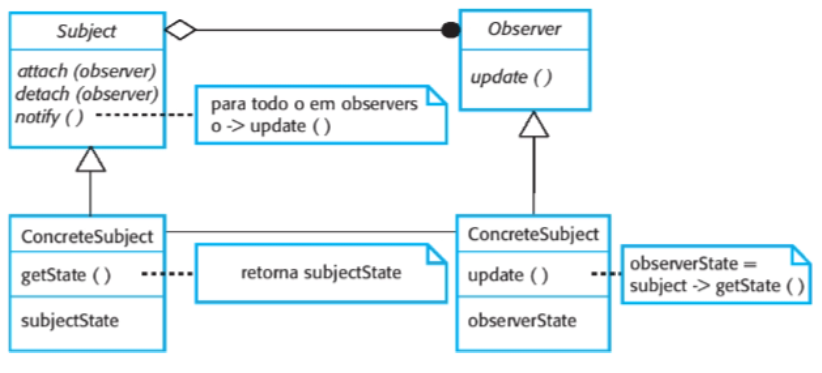 Subject
attach (observer)
detach (observer)
notify ( )
para todo o em observers
o -> update ( )
Observer
update ( )
ConcreteSubject
getState ( )
subjectState
retorna subjectState
ConcreteSubject
update ( )
observerState
observerState =
subject -> getState ( )